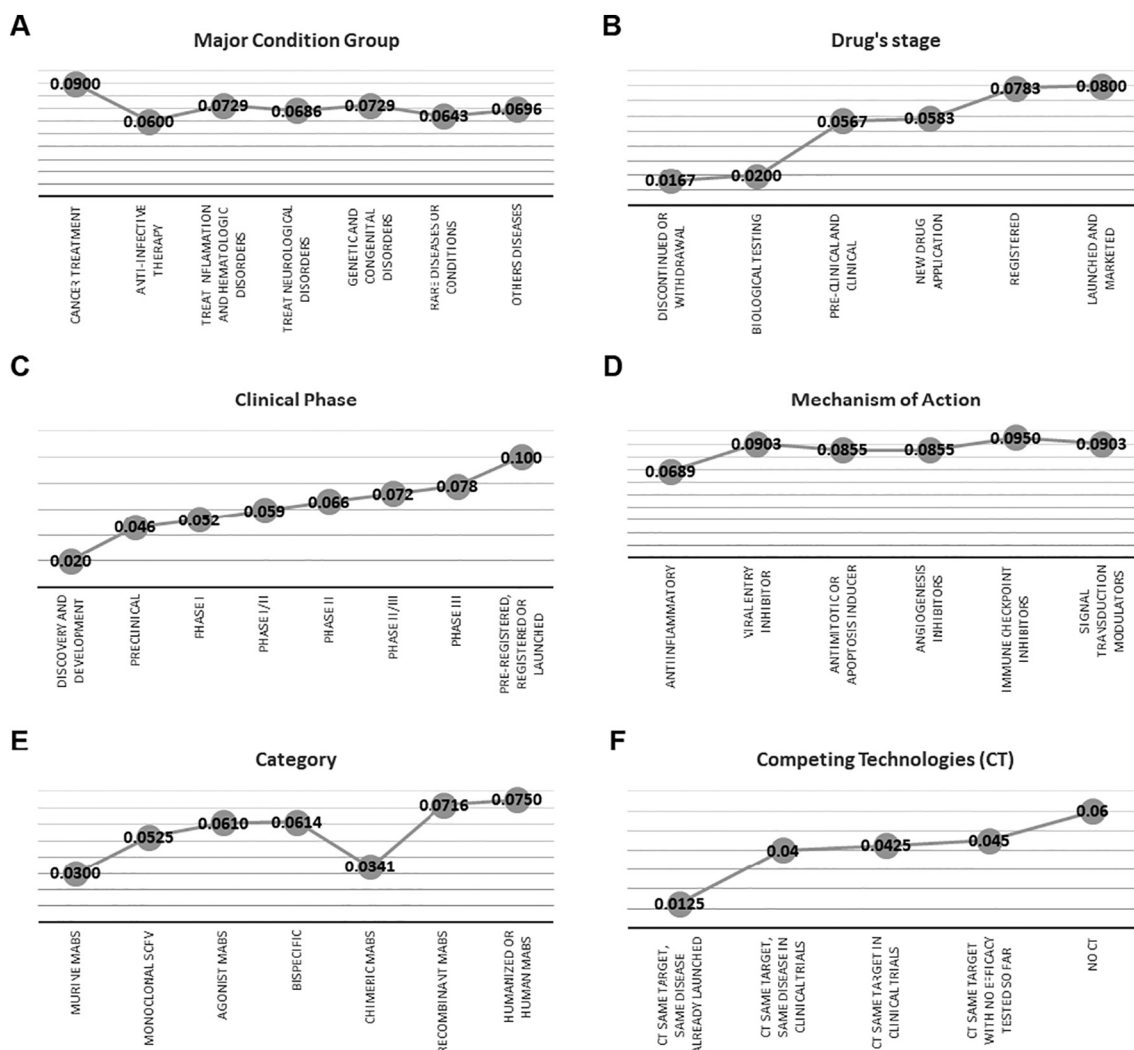 A
Major Condition Group
0.0900
0.0600
0.0729
0.0686
0.0729
0.0643
0.0696
CANCER TREATMENT
ANTI-INFECTIVE
THERAPY
TREAT NFLAMATION
AND HEMATOLOGIC
DISORDERS
TREAT NEUROLOGICAL
DISORDERS
GENETIC AND
CONGENITAL
DISORDERS
RARE DISEASES OR
CONDITIONS
OTHERS DISEASES
B
Drug's stage
0.0167
0.0200
0.0567
0.0583
0.0783
0.0800
DISCONTINUED OR
WITHDRAWAL
BIOLOGICAL TESTING
PRE-CLINICAL AND
CLINICAL
NEW DRUG
APPLICATION
REGISTERED
LAUNCHED AND
MARKETED
C
Clinical Phase
0.020
0.046
0.052
0.059
0.066
0.072
0.078
0.100
DISCOVERY AND
DEVELOPMENT
PRECLINICAL
PHASE I
PHASE I/II
PHASE II
PHASE II/III
PHASE III
PRE-REGISTERED,
REGISTERED OR
LAUNCHED
D
Mechanism of Action
0.0689
0.0903
0.0855
0.0855
0.0950
0.0903
ANTIINFLAMMATORY
VIRAL ENTRY
INHIBITOR
ANTIMITOTIC OR
APOPTOSIS INDUCER
ANGIOGENESIS
INHIBITORS
IMMUNE CHECKPOINT
INHIBITORS
SIGNAL
TRANSDUCTION
MODULATORS
E
Category
0.0300
0.0525
0.0610
0.0614
0.0341
0.0716
0.0750
MURINE MABS
MONOCLONAL SCFV
AGONIST MABS
BISPECIFIC
CHIMERIC MABS
RECOMBINANT MABS
HUMANIZED OR
HUMAN MABS
F
Competing Technologies (CT)
0.0125
0.04
0.0425
0.045
0.06
CT SAME TARGET,
SAME DISEASE
ALREADY LAUNCHED
CT SAME TARGET,
SAME DISEASE IN
CLINICAL TRIALS
CT SAME TARGET IN
CLINICAL TRIALS
CT SAME TARGET
WITH NO EFFICACY
TESTED SO FAR
NO CT